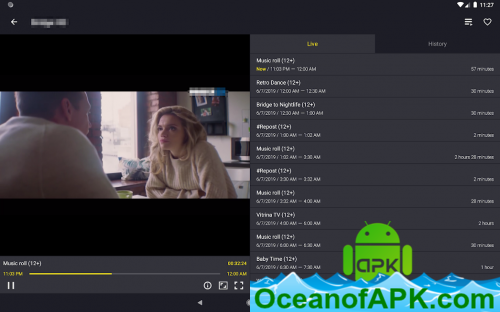 11:27
Live
History
Music roll (12+)
Now / 11:03 PM — 12:00 AM
57 minutes
Retro Dance (12+)
6/7/2019 / 12:00 AM — 12:30 AM
30 minutes
Bridge to Nightlife (12+)
6/7/2019 / 12:30 AM — 1:00 AM
30 minutes
#Repost (12+)
6/7/2019 / 1:00 AM — 1:02 AM
2 minutes
Music roll (12+)
6/7/2019 / 1:02 AM — 3:30 AM
2 hours 28 minutes
#Repost (12+)
6/7/2019 / 3:30 AM — 3:32 AM
2 minutes
Music roll (12+)
6/7/2019 / 3:32 AM — 4:00 AM
28 minutes
Vitrina TV (12+)
6/7/2019 / 4:00 AM — 6:00 AM
2 hours
Music roll (12+)
6/7/2019 / 6:00 AM — 6:30 AM
30 minutes
Baby Time (12+)
6/7/2019 / 6:30 AM — 7:30 AM
1 hour
Music roll (12+)
00:32:24
11:03 PM
12:00 AM
APK
OceanofAPK.com